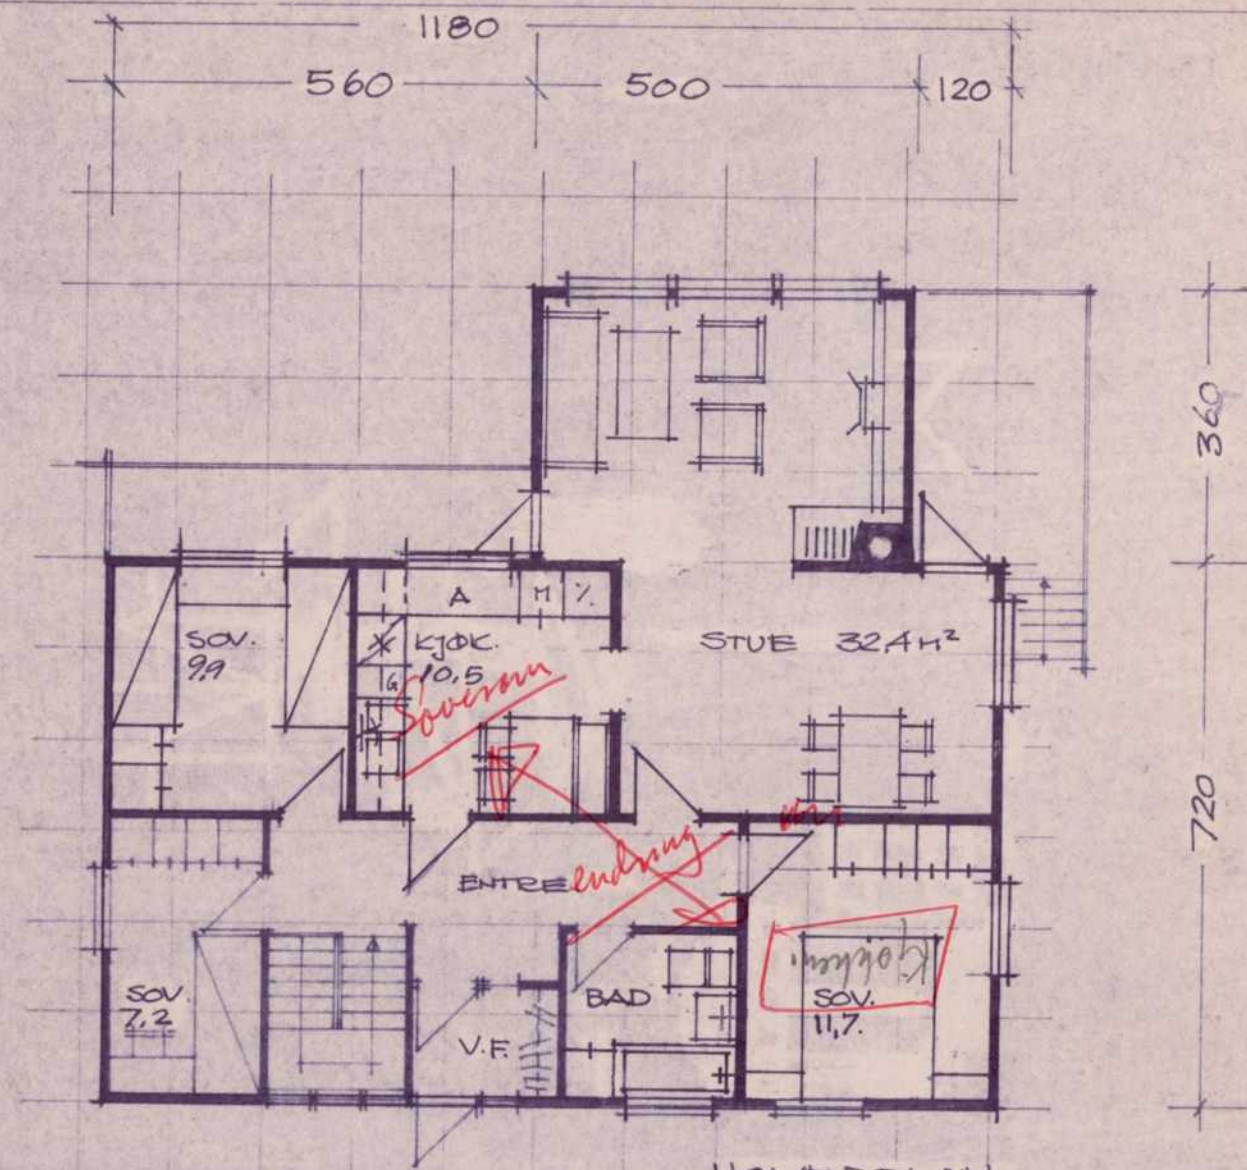 1180
560 500 120
360
720
SOV.
9,9
A M %
KJØK.
10,5
G
Soverom
STUE 32,4 M²
ENTRE
endring
SOV.
7,2
V.F.
BAD
Kjøkken
SOV.
11,7.